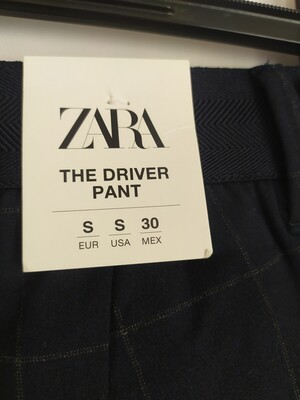 ZARA
THE DRIVER
PANT
S S 30
EUR USA MEX